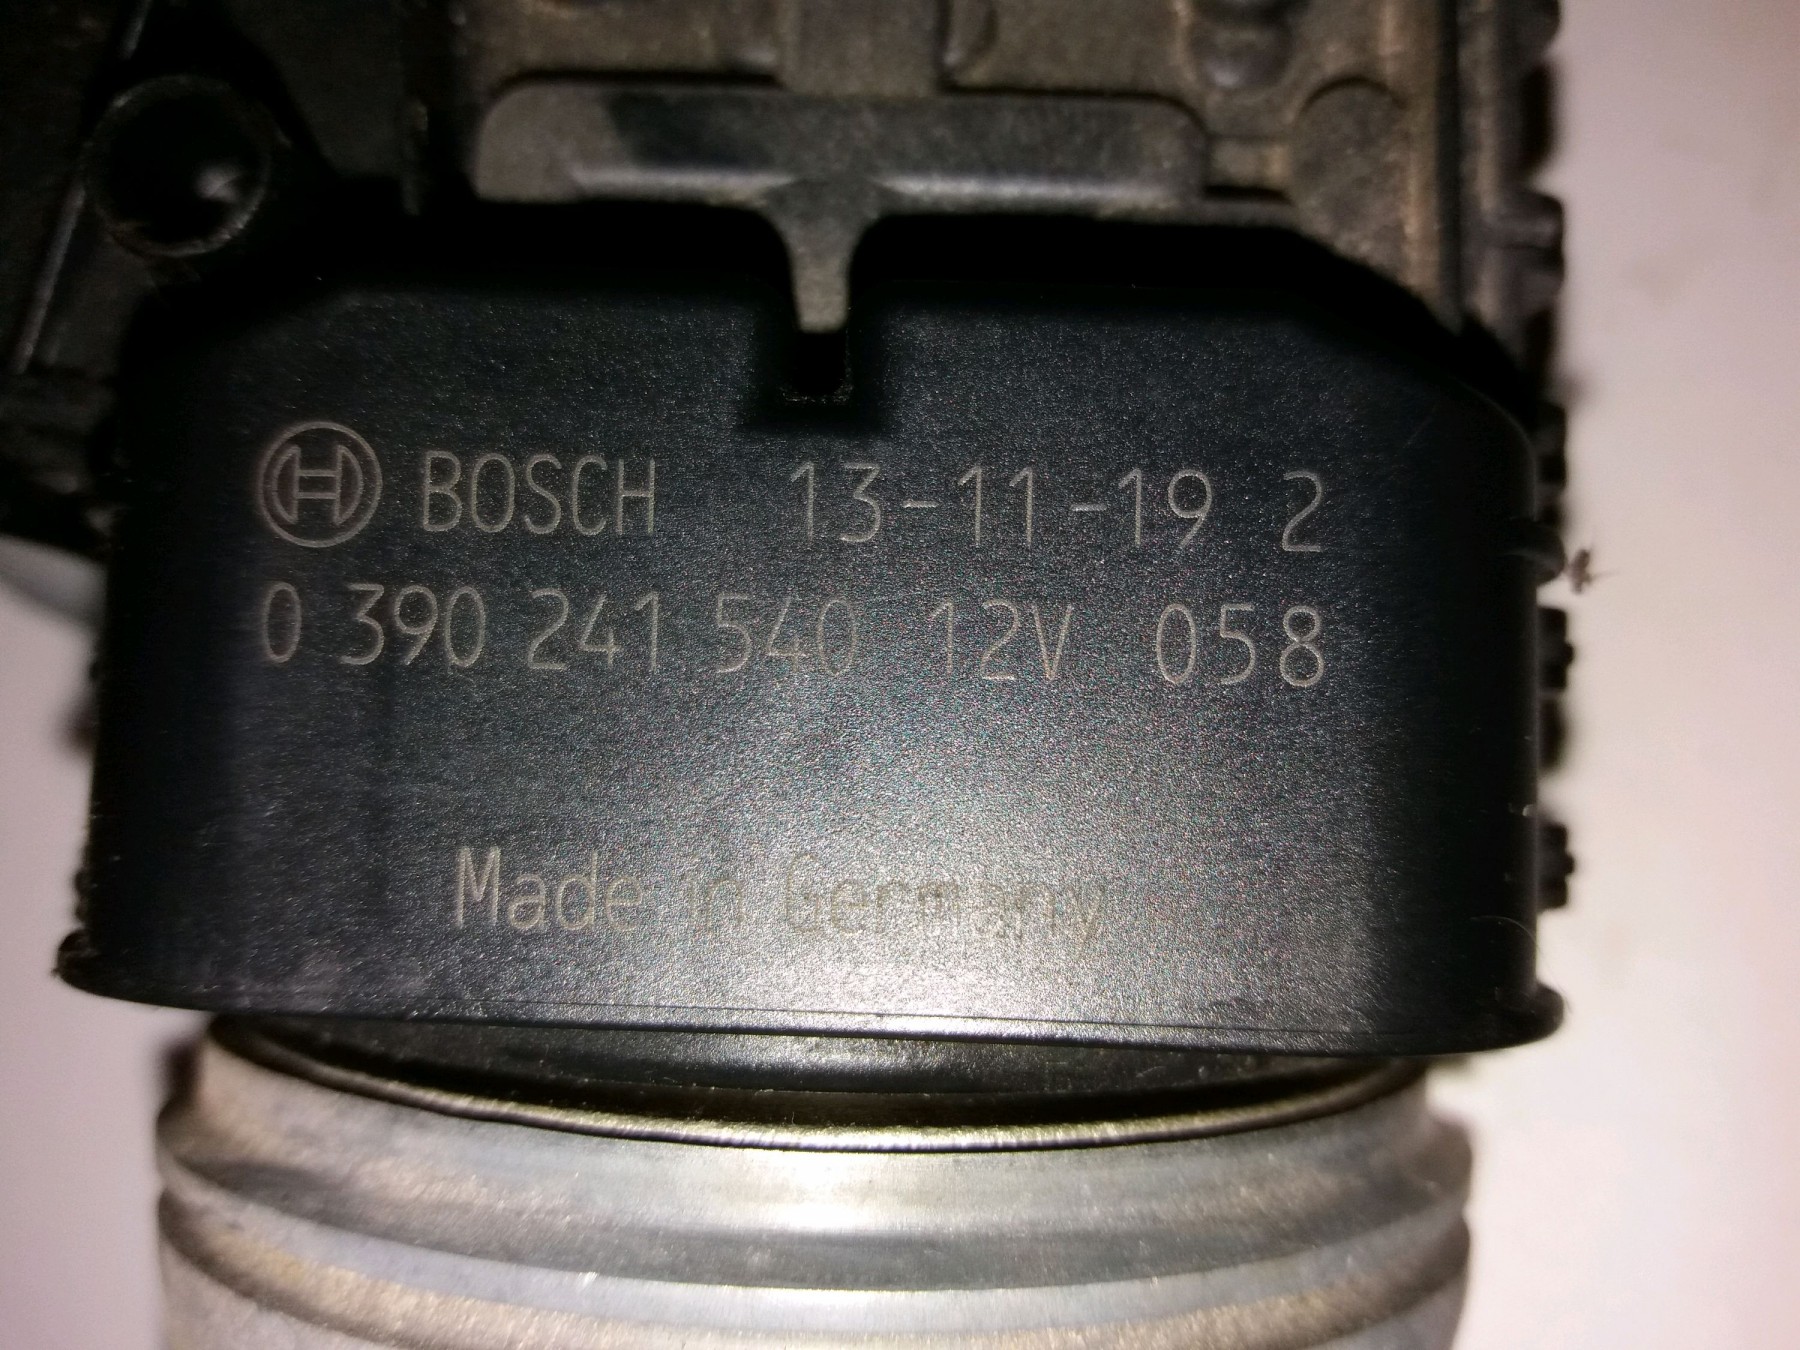 BOSCH 13-11-19 2
0 390 241 540 12V 058
Made in Germany